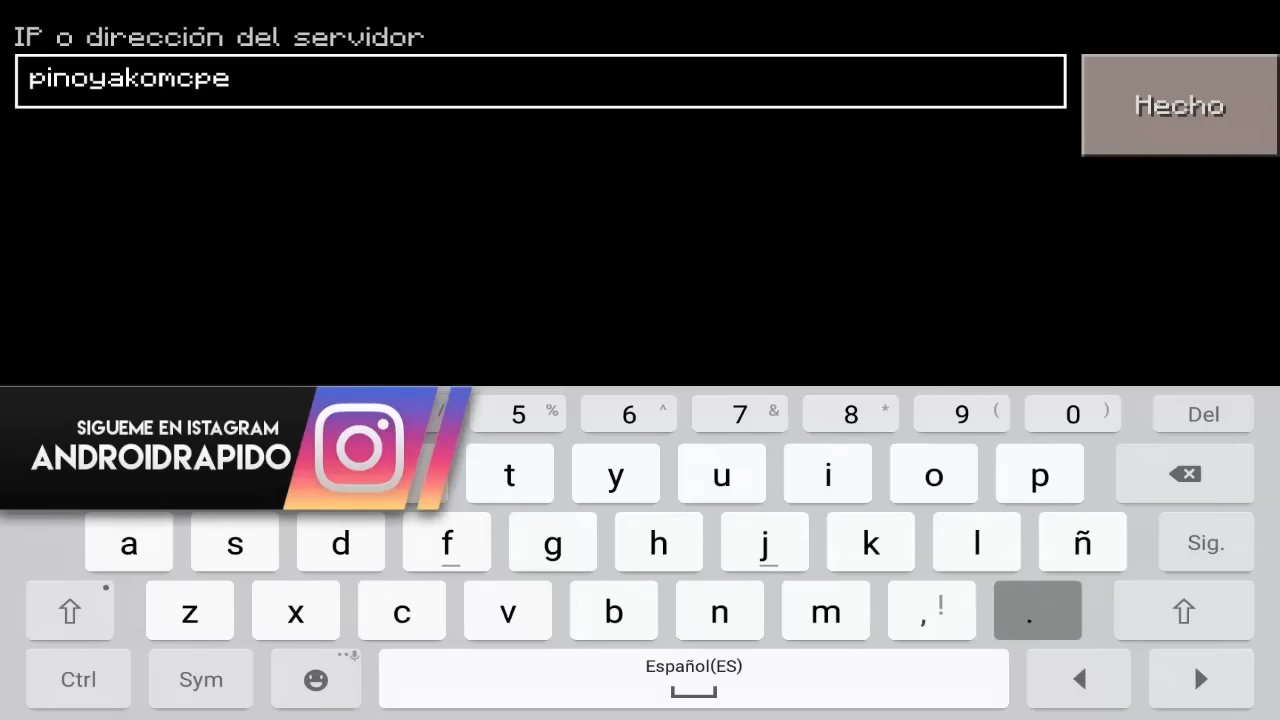 IP o dirección del servidor
pinoyakomcpe
Hecho
SIGUEME EN ISTAGRAM
ANDROIDRAPIDO
/ 5 % 6 ^ 7 & 8 * 9 ( 0 ) Del
t y u i o p
a s d f g h j k l ñ Sig.
z x c v b n m , ! .
Ctrl Sym Español(ES)